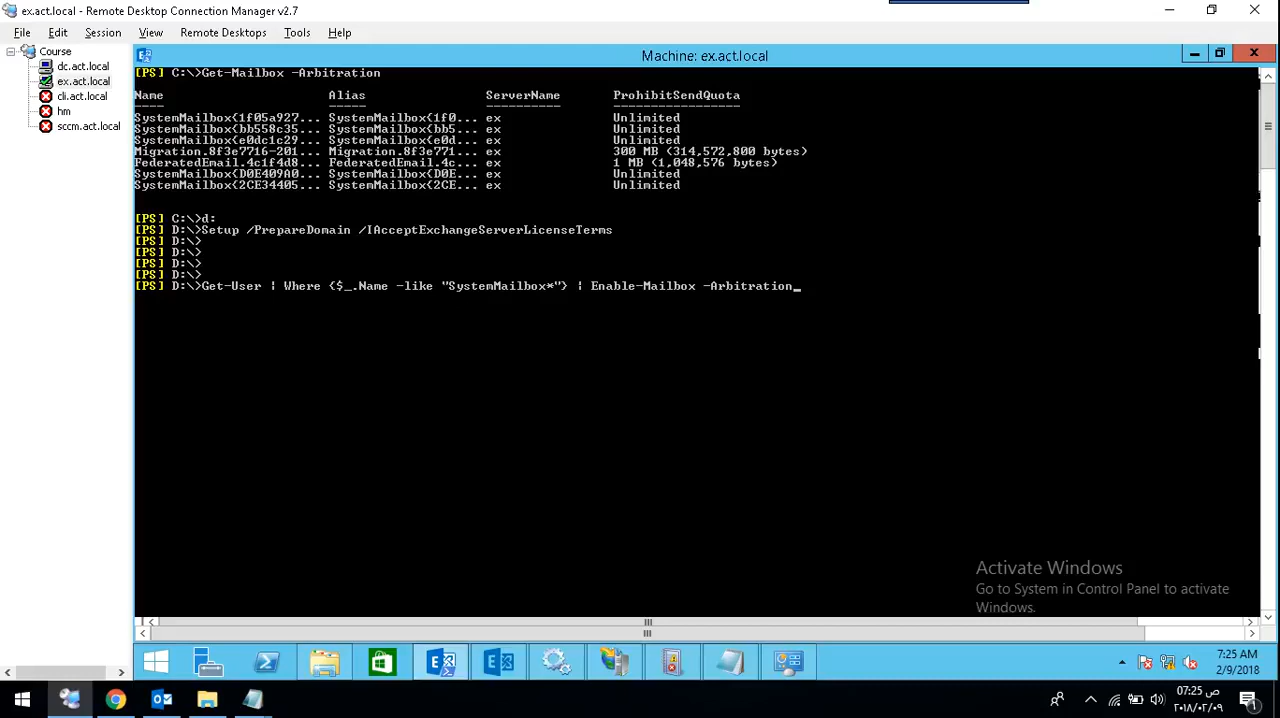 ex.act.local - Remote Desktop Connection Manager v2.7
File Edit Session View Remote Desktops Tools Help
Course
dc.act.local
ex.act.local
cli.act.local
hm
sccm.act.local
Machine: ex.act.local
[PS] C:\>Get-Mailbox -Arbitration
Name Alias ServerName ProhibitSendQuota
---- ----- ---------- -----------------
SystemMailbox{1f05a927... SystemMailbox{1f0... ex Unlimited
SystemMailbox{bb558c35... SystemMailbox{bb5... ex Unlimited
SystemMailbox{e0dc1c29... SystemMailbox{e0d... ex Unlimited
Migration.8f3e7716-201... Migration.8f3e771... ex 300 MB (314,572,800 bytes)
FederatedEmail.4c1f4d8... FederatedEmail.4c... ex 1 MB (1,048,576 bytes)
SystemMailbox{D0E409A0... SystemMailbox{D0E... ex Unlimited
SystemMailbox{2CE34405... SystemMailbox{2CE... ex Unlimited
[PS] C:\>d:
[PS] D:\>Setup /PrepareDomain /IAcceptExchangeServerLicenseTerms
[PS] D:\>
[PS] D:\>
[PS] D:\>
[PS] D:\>
[PS] D:\>Get-User | Where {$_.Name -like "SystemMailbox*"} | Enable-Mailbox -Arbitration_
Activate Windows
Go to System in Control Panel to activate
Windows.
7:25 AM
2/9/2018
07:25 ص
٢٠١٨/٠٢/٠٩